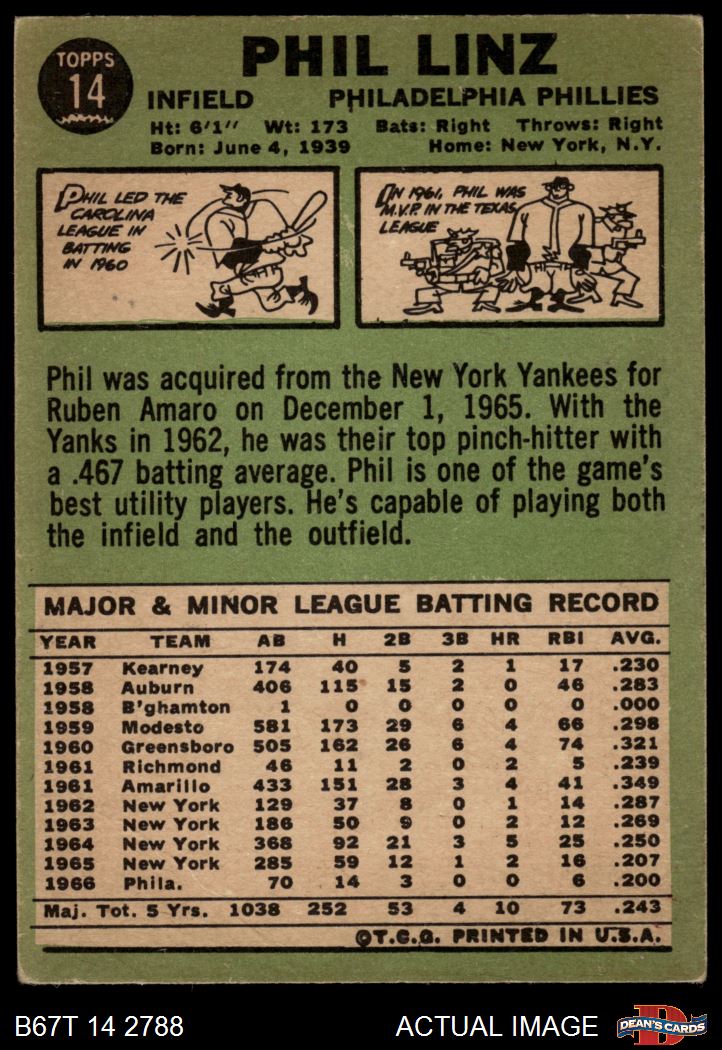 TOPPS
14
PHIL LINZ
INFIELD PHILADELPHIA PHILLIES
Ht: 6'1" Wt: 173 Bats: Right Throws: Right
Born: June 4, 1939 Home: New York, N.Y.
PHIL LED THE
CAROLINA
LEAGUE IN
BATTING
IN 1960
IN 1961, PHIL WAS
M.V.P. IN THE TEXAS
LEAGUE
Phil was acquired from the New York Yankees for
Ruben Amaro on December 1, 1965. With the
Yanks in 1962, he was their top pinch-hitter with
a .467 batting average. Phil is one of the game's
best utility players. He's capable of playing both
the infield and the outfield.
MAJOR & MINOR LEAGUE BATTING RECORD
YEAR TEAM AB H 2B 3B HR RBI AVG.
1957 Kearney 174 40 5 2 1 17 .230
1958 Auburn 406 115 15 2 0 46 .283
1958 B'ghamton 1 0 0 0 0 0 .000
1959 Modesto 581 173 29 6 4 66 .298
1960 Greensboro 505 162 26 6 4 74 .321
1961 Richmond 46 11 2 0 2 5 .239
1961 Amarillo 433 151 28 3 4 41 .349
1962 New York 129 37 8 0 1 14 .287
1963 New York 186 50 9 0 2 12 .269
1964 New York 368 92 21 3 5 25 .250
1965 New York 285 59 12 1 2 16 .207
1966 Phila. 70 14 3 0 0 6 .200
Maj. Tot. 5 Yrs. 1038 252 53 4 10 73 .243
©T.C.G. PRINTED IN U.S.A.
B67T 14 2788 ACTUAL IMAGE
D
DEAN'S CARDS